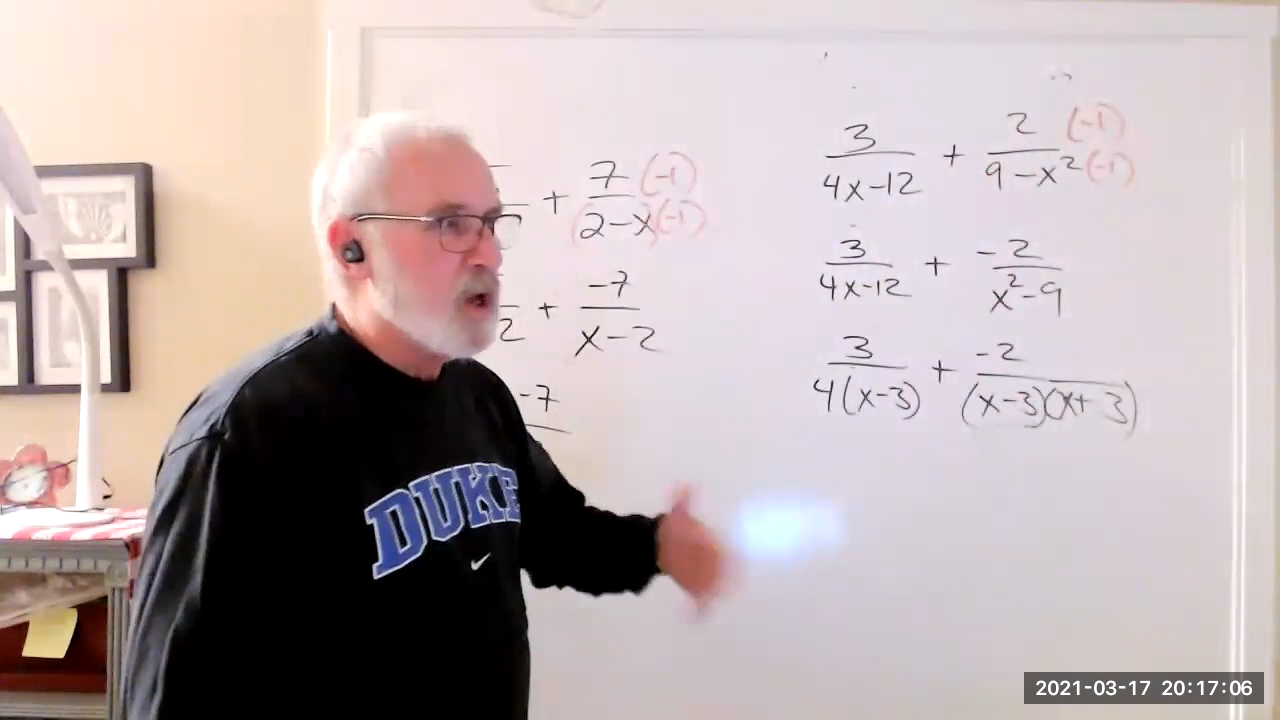 3/(4x-12) + 2(-1)/(9-x²(-1))
+ 7(-1)/((2-x)(-1))
3/(4x-12) + -2/(x²-9)
2 + -7/(x-2)
3/(4(x-3)) + -2/((x-3)(x+3))
-7
DUKE
2021-03-17 20:17:06